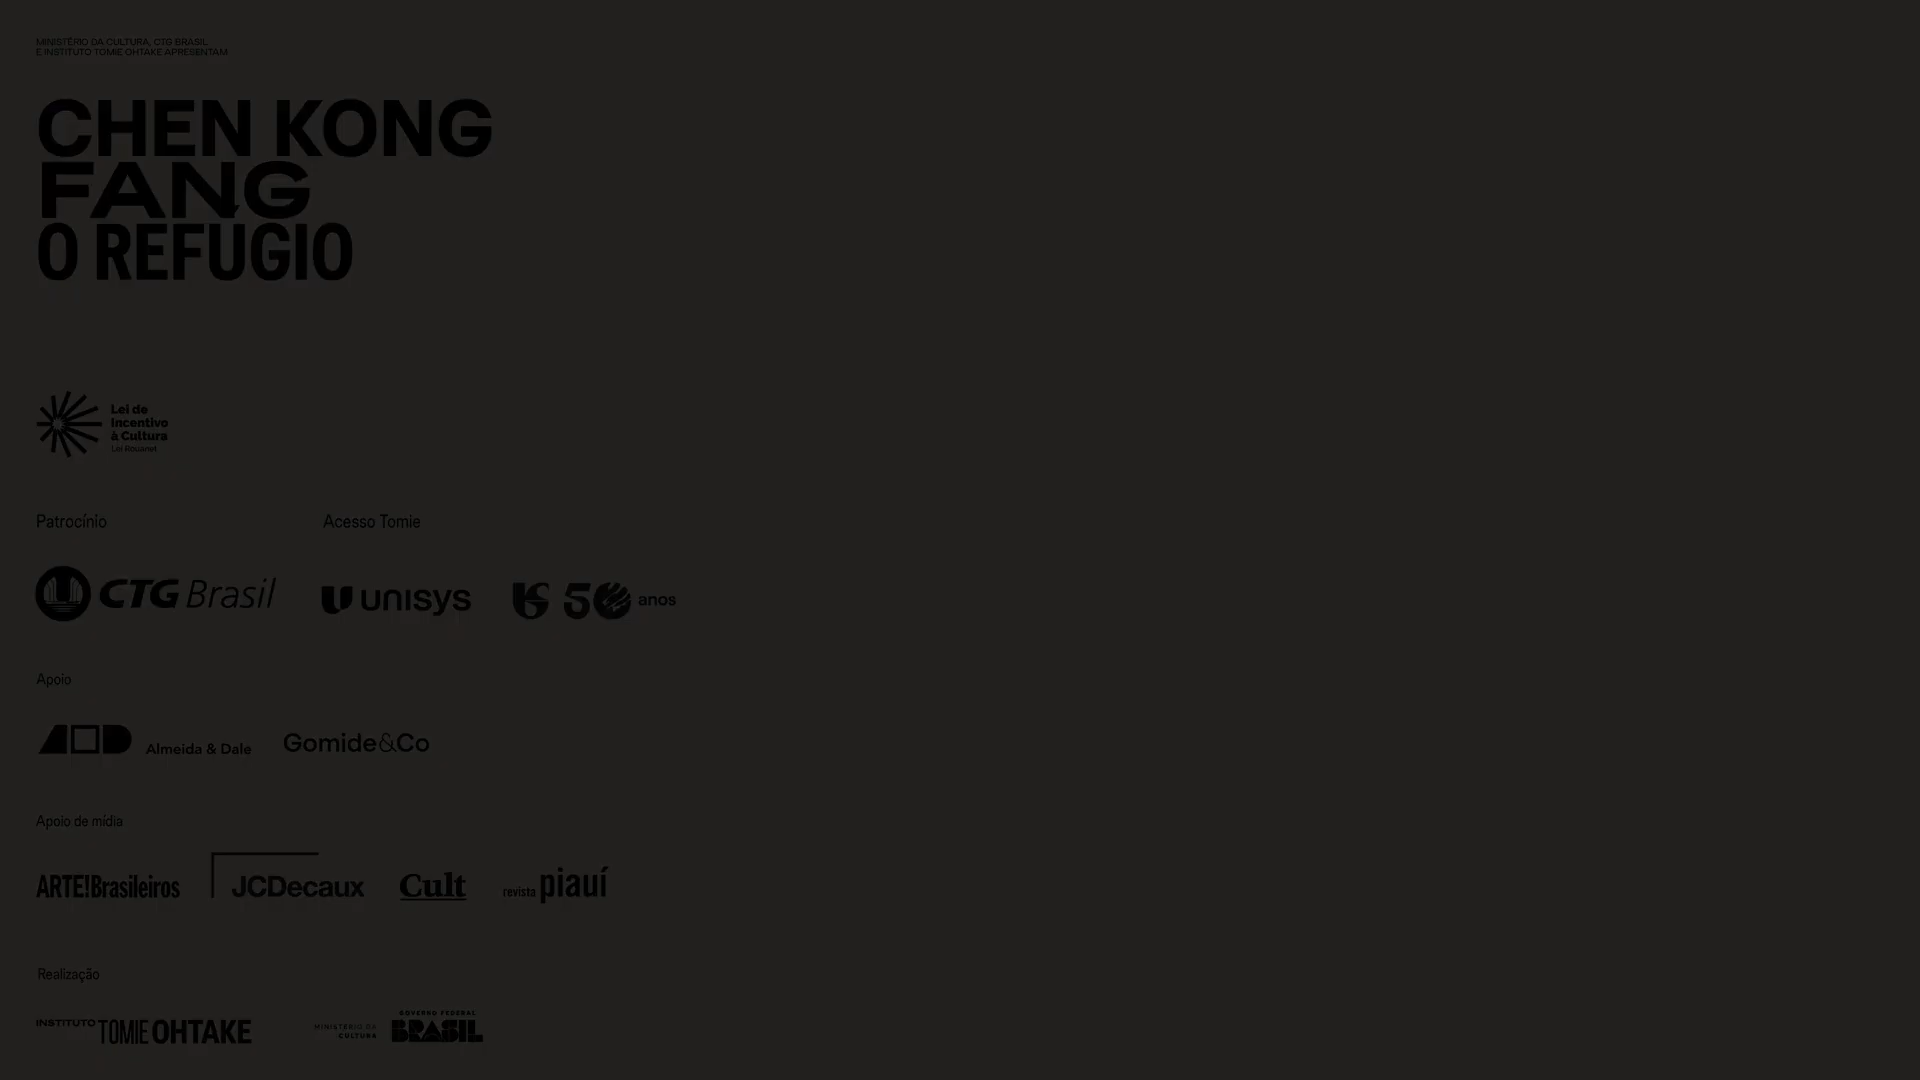 MINISTÉRIO DA CULTURA, CTG BRASIL
E INSTITUTO TOMIE OHTAKE APRESENTAM
CHEN KONG
FANG
O REFÚGIO
Lei de
Incentivo
à Cultura
Lei Rouanet
Patrocínio
Acesso Tomie
CTG Brasil
unisys
50 anos
Apoio
Almeida & Dale
Gomide&Co
Apoio de mídia
ARTE!Brasileiros
JCDecaux
Cult
revista piauí
Realização
INSTITUTO TOMIE OHTAKE
MINISTÉRIO DA
CULTURA
GOVERNO FEDERAL
BRASIL